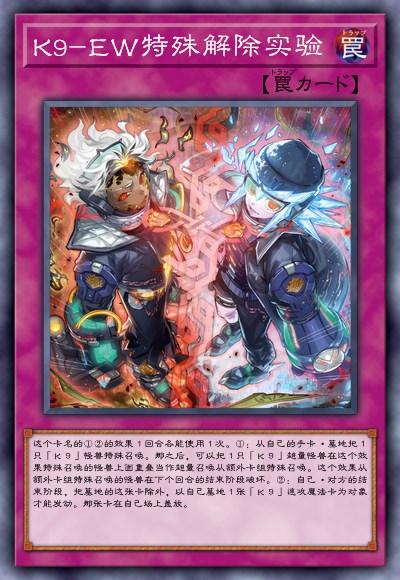 K9-EW特殊解除实验
罠
トラップ
【罠カード】
トラップ
这个卡名的①②的效果1回合各能使用1次。①：从自己的手卡·墓地把1
只「K9」怪兽特殊召唤。那之后，可以把1只「K9」超量怪兽在这个效
果特殊召唤的怪兽上面重叠当作超量召唤从额外卡组特殊召唤。这个效果从
额外卡组特殊召唤的怪兽在下个回合的结束阶段破坏。②：自己·对方的结
束阶段，把墓地的这张卡除外，以自己墓地1张「K9」速攻魔法卡为对象
才能发动。那张卡在自己场上盖放。